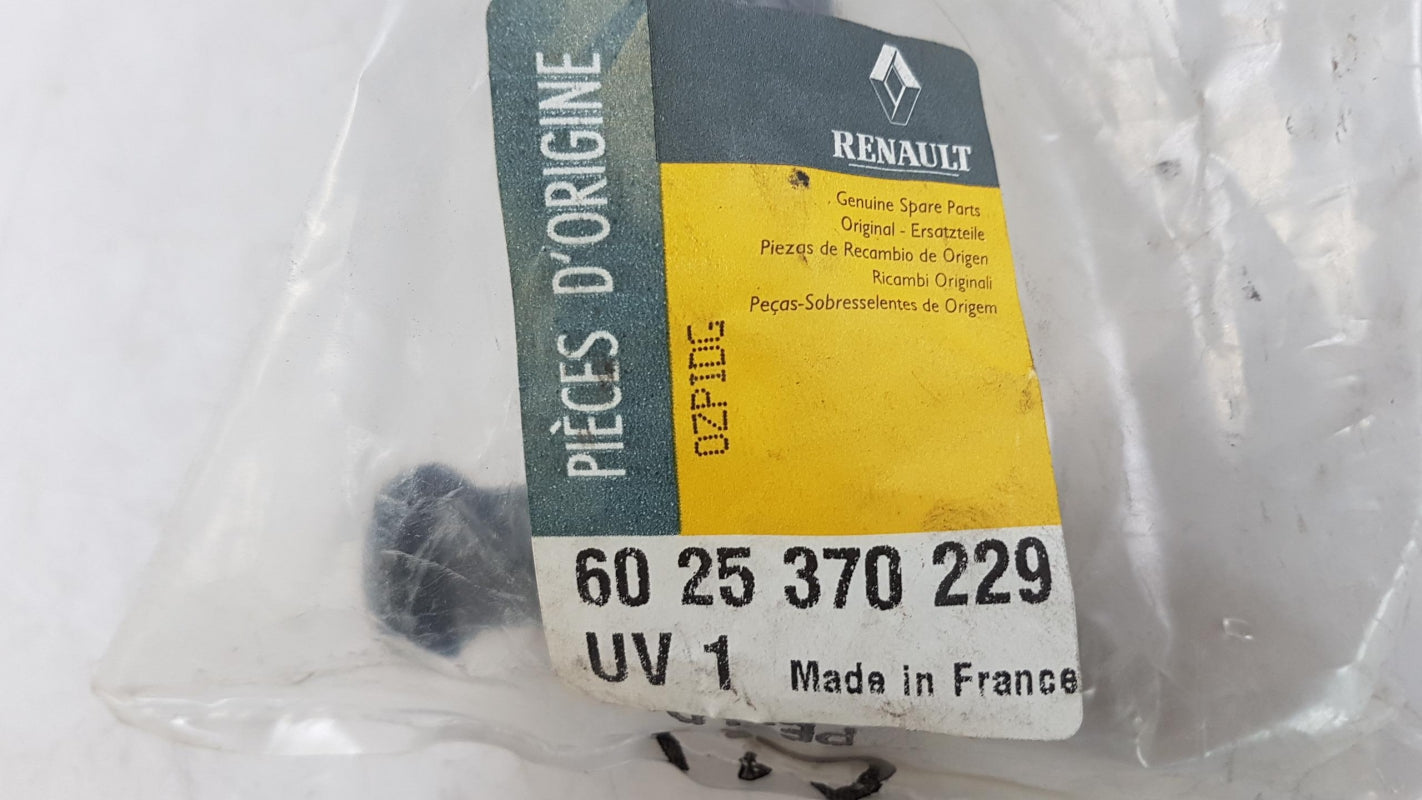 PIÈCES D'ORIGINE
RENAULT
Genuine Spare Parts
Original - Ersatzteile
Piezas de Recambio de Origen
Ricambi Originali
Peças-Sobresselentes de Origem
OZPIDG
60 25 370 229
UV 1 Made in France